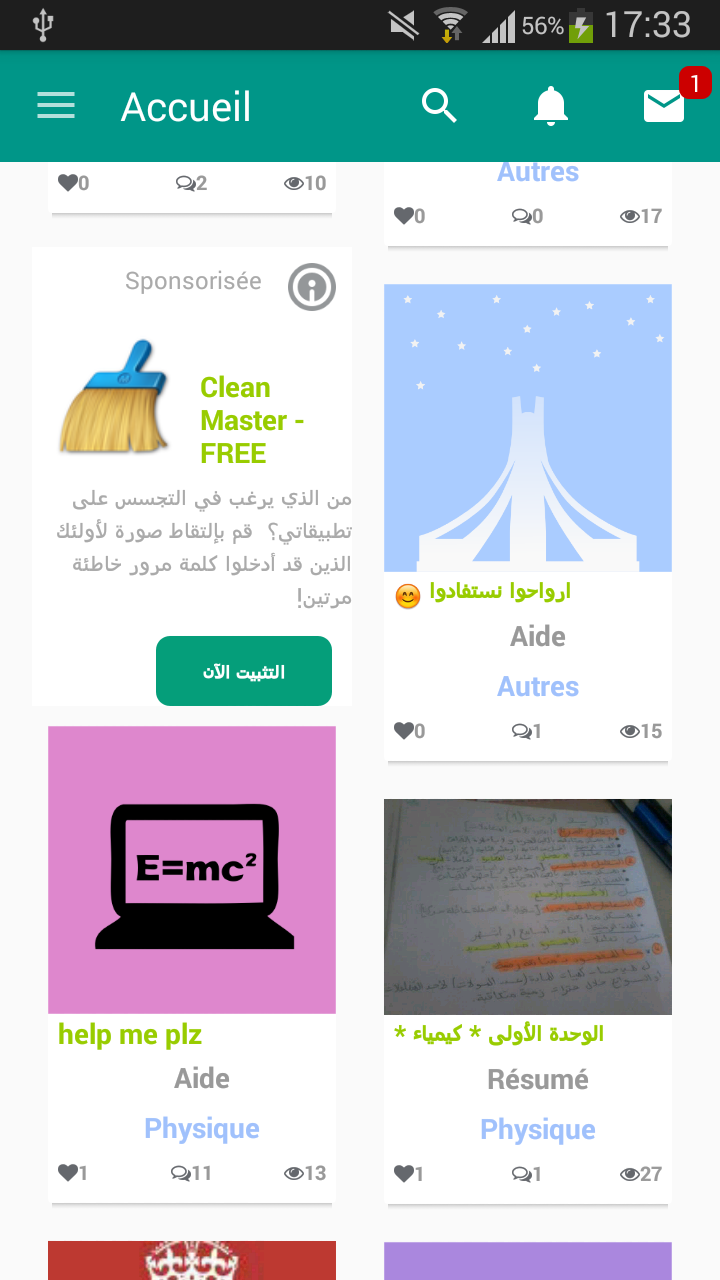 56% 17:33
Accueil
1
0 2 10
Autres
0 0 17
Sponsorisée
Clean
Master -
FREE
من الذي يرغب في التجسس على
تطبيقاتي؟ قم بإلتقاط صورة لأولئك
الذين قد أدخلوا كلمة مرور خاطئة
مرتين!
التثبيت الآن
ارواحوا نستفادوا 😊
Aide
Autres
0 1 15
E=mc²
help me plz
Aide
Physique
1 11 13
* الوحدة الأولى * كيمياء
Résumé
Physique
1 1 27